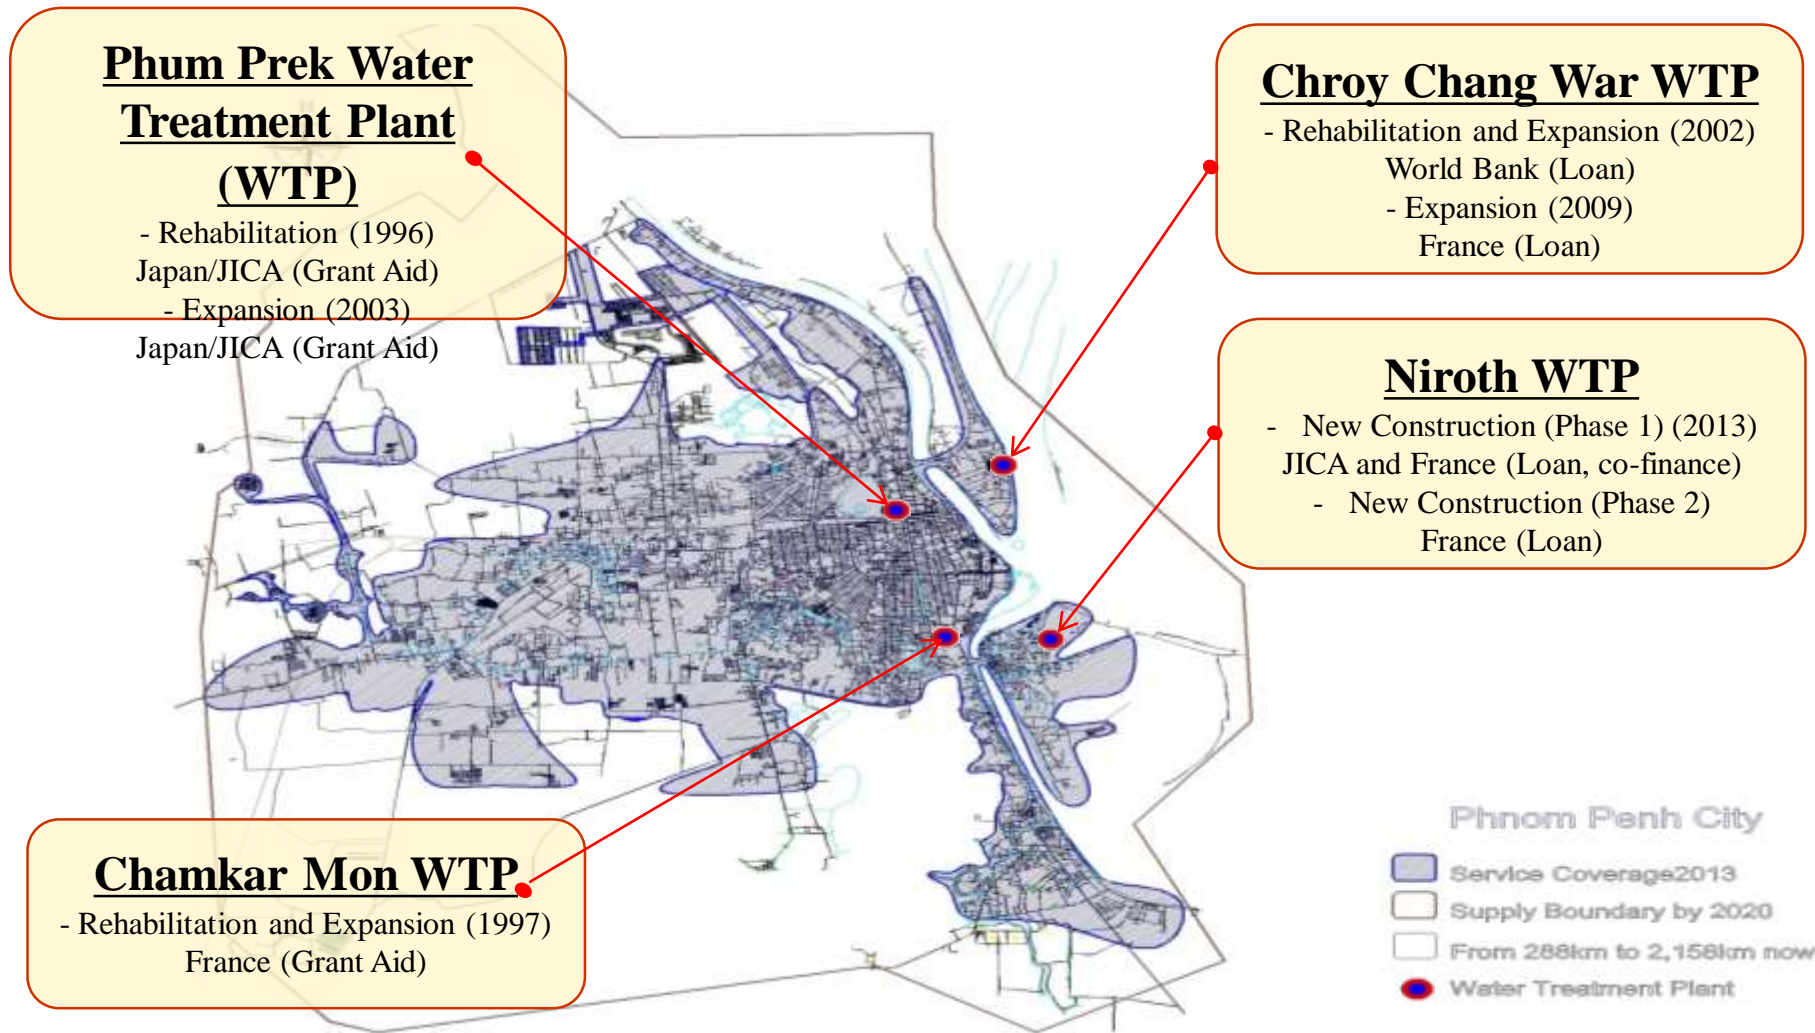 Phum Prek Water
Treatment Plant
(WTP)
- Rehabilitation (1996)
Japan/JICA (Grant Aid)
- Expansion (2003)
Japan/JICA (Grant Aid)
Chroy Chang War WTP
- Rehabilitation and Expansion (2002)
World Bank (Loan)
- Expansion (2009)
France (Loan)
Niroth WTP
- New Construction (Phase 1) (2013)
JICA and France (Loan, co-finance)
- New Construction (Phase 2)
France (Loan)
Chamkar Mon WTP
- Rehabilitation and Expansion (1997)
France (Grant Aid)
Phnom Penh City
Service Coverage2013
Supply Boundary by 2020
From 288km to 2,158km now
Water Treatment Plant